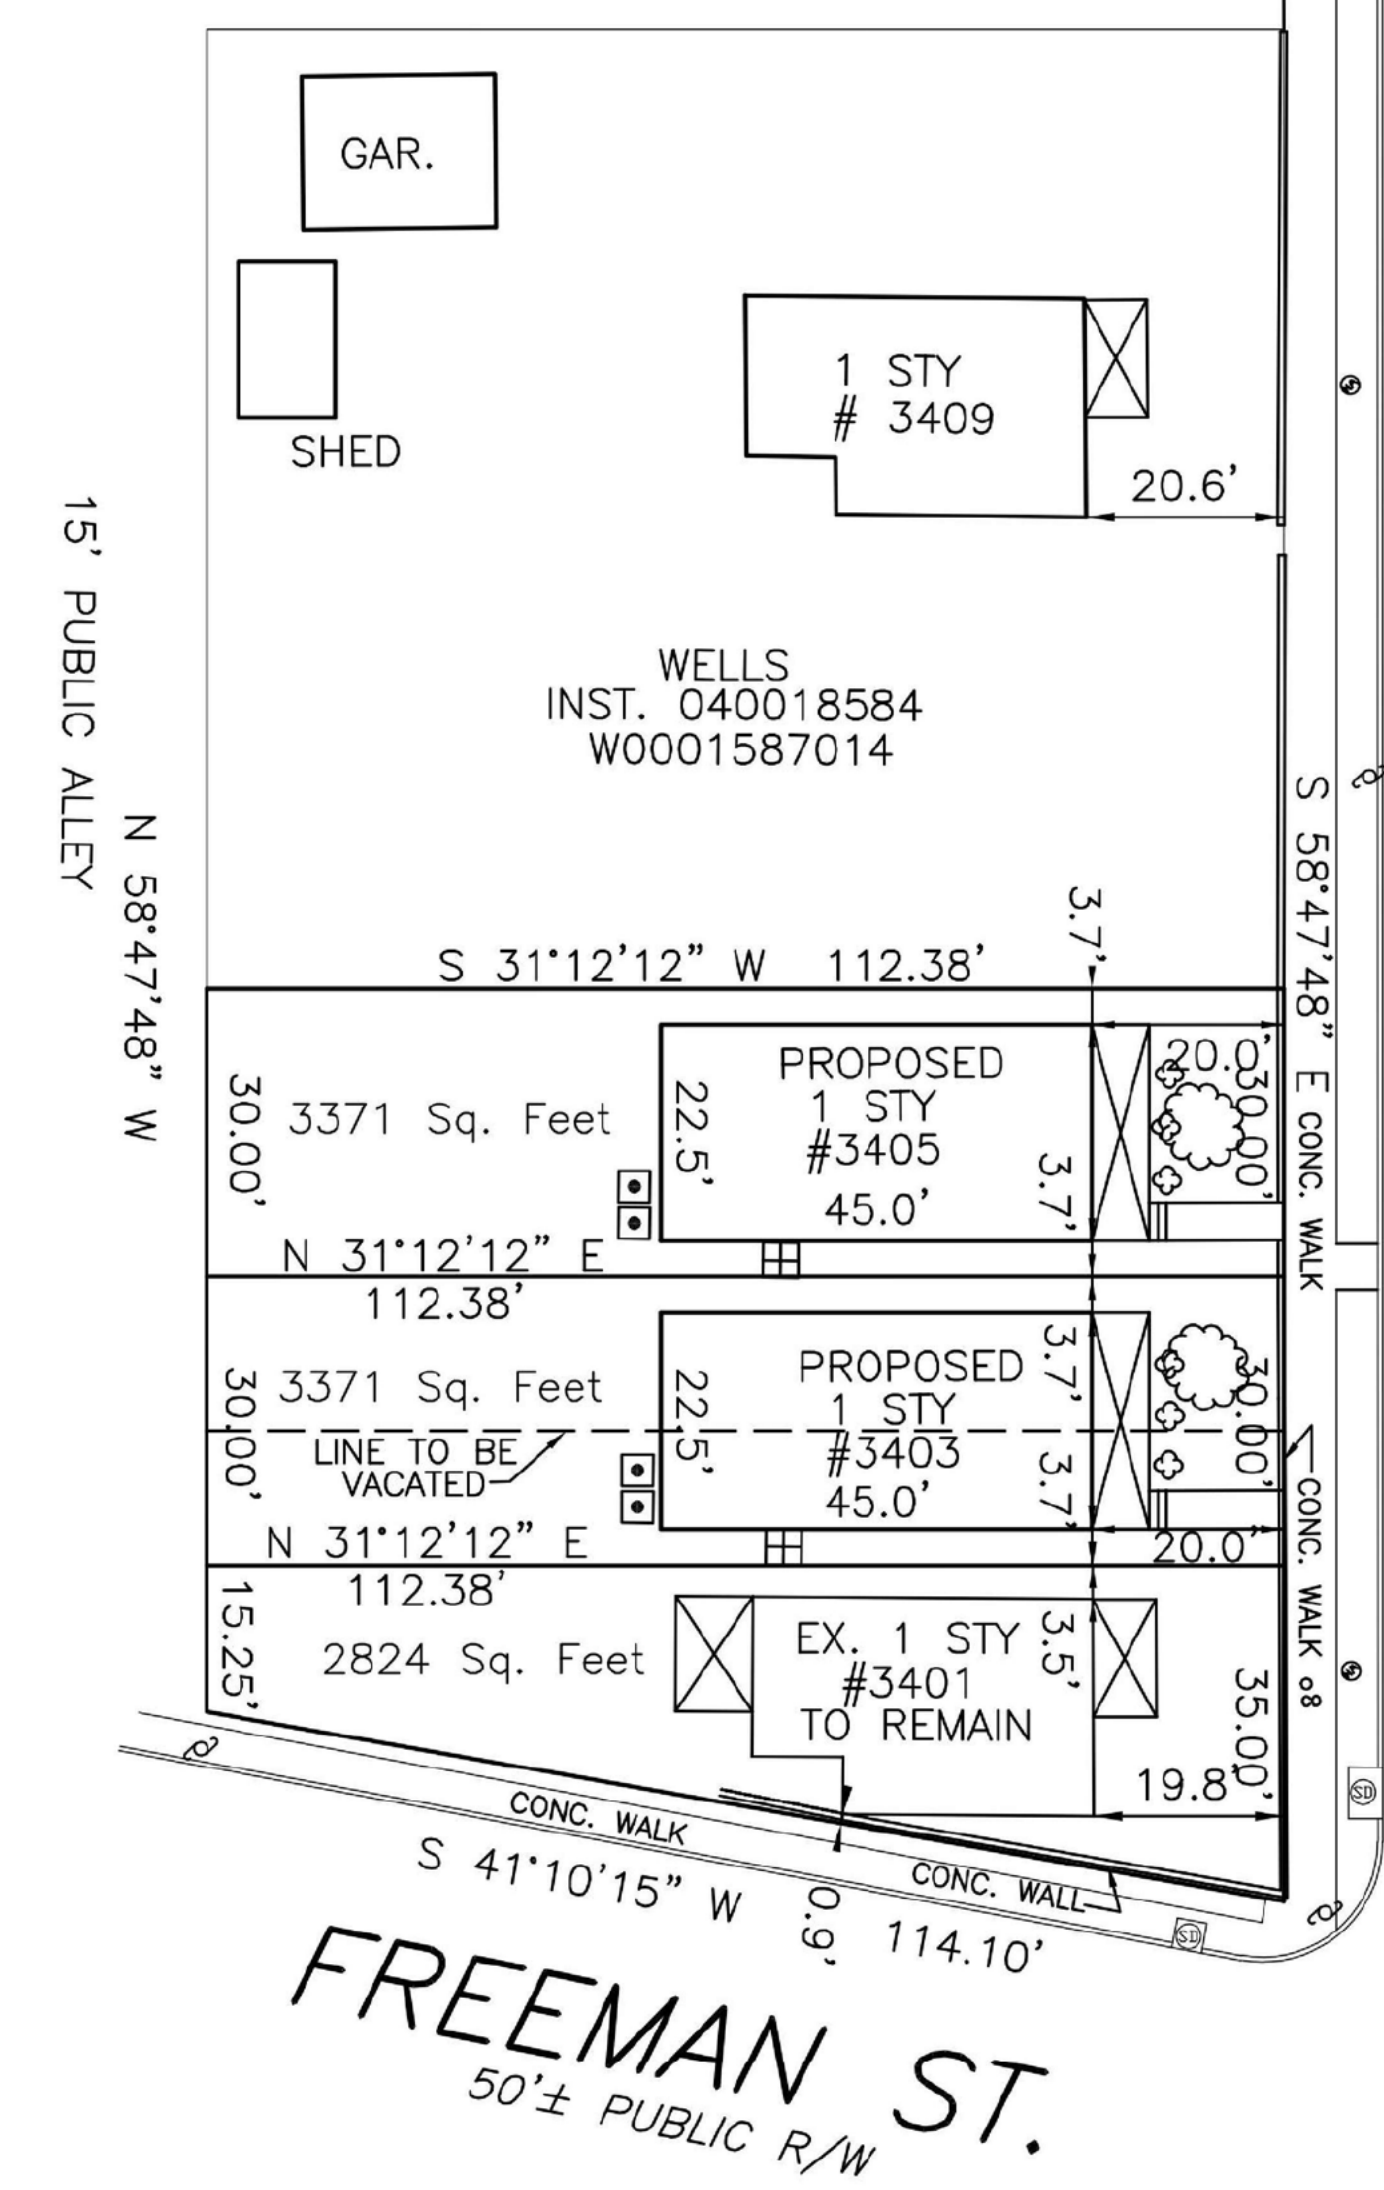 GAR.
SHED
1 STY
# 3409
20.6'
WELLS
INST. 040018584
W0001587014
15' PUBLIC ALLEY
N 58°47'48" W
S 58°47'48" E
CONC. WALK
3.7'
S 31°12'12" W 112.38'
30.00'
3371 Sq. Feet
22.5'
PROPOSED
1 STY
#3405
45.0'
3.7'
20.0'
30.00'
N 31°12'12" E
112.38'
30.00'
3371 Sq. Feet
LINE TO BE
VACATED
22.5'
PROPOSED
1 STY
#3403
45.0'
3.7'
3.7'
30.00'
20.0'
CONC. WALK
N 31°12'12" E
112.38'
15.25'
2824 Sq. Feet
EX. 1 STY
#3401
TO REMAIN
3.5'
35.00'
19.8'
SD
CONC. WALK
CONC. WALL
SD
S 41°10'15" W
0.9'
114.10'
FREEMAN ST.
50'± PUBLIC R/W